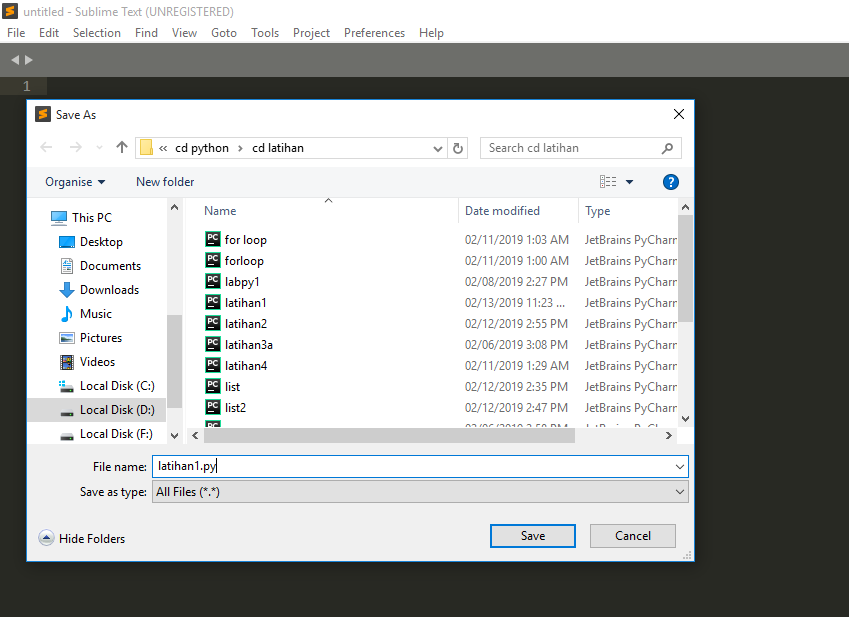 untitled - Sublime Text (UNREGISTERED)
File Edit Selection Find View Goto Tools Project Preferences Help
1
Save As
« cd python › cd latihan
Search cd latihan
Organise New folder
This PC
Desktop
Documents
Downloads
Music
Pictures
Videos
Local Disk (C:)
Local Disk (D:)
Local Disk (F:)
Name Date modified Type
for loop 02/11/2019 1:03 AM JetBrains PyCharm
forloop 02/11/2019 1:00 AM JetBrains PyCharm
labpy1 02/08/2019 2:27 PM JetBrains PyCharm
latihan1 02/13/2019 11:23 ... JetBrains PyCharm
latihan2 02/12/2019 2:55 PM JetBrains PyCharm
latihan3a 02/06/2019 3:08 PM JetBrains PyCharm
latihan4 02/11/2019 1:29 AM JetBrains PyCharm
list 02/12/2019 2:35 PM JetBrains PyCharm
list2 02/12/2019 2:47 PM JetBrains PyCharm
File name: latihan1.py
Save as type: All Files (*.*)
Hide Folders
Save Cancel